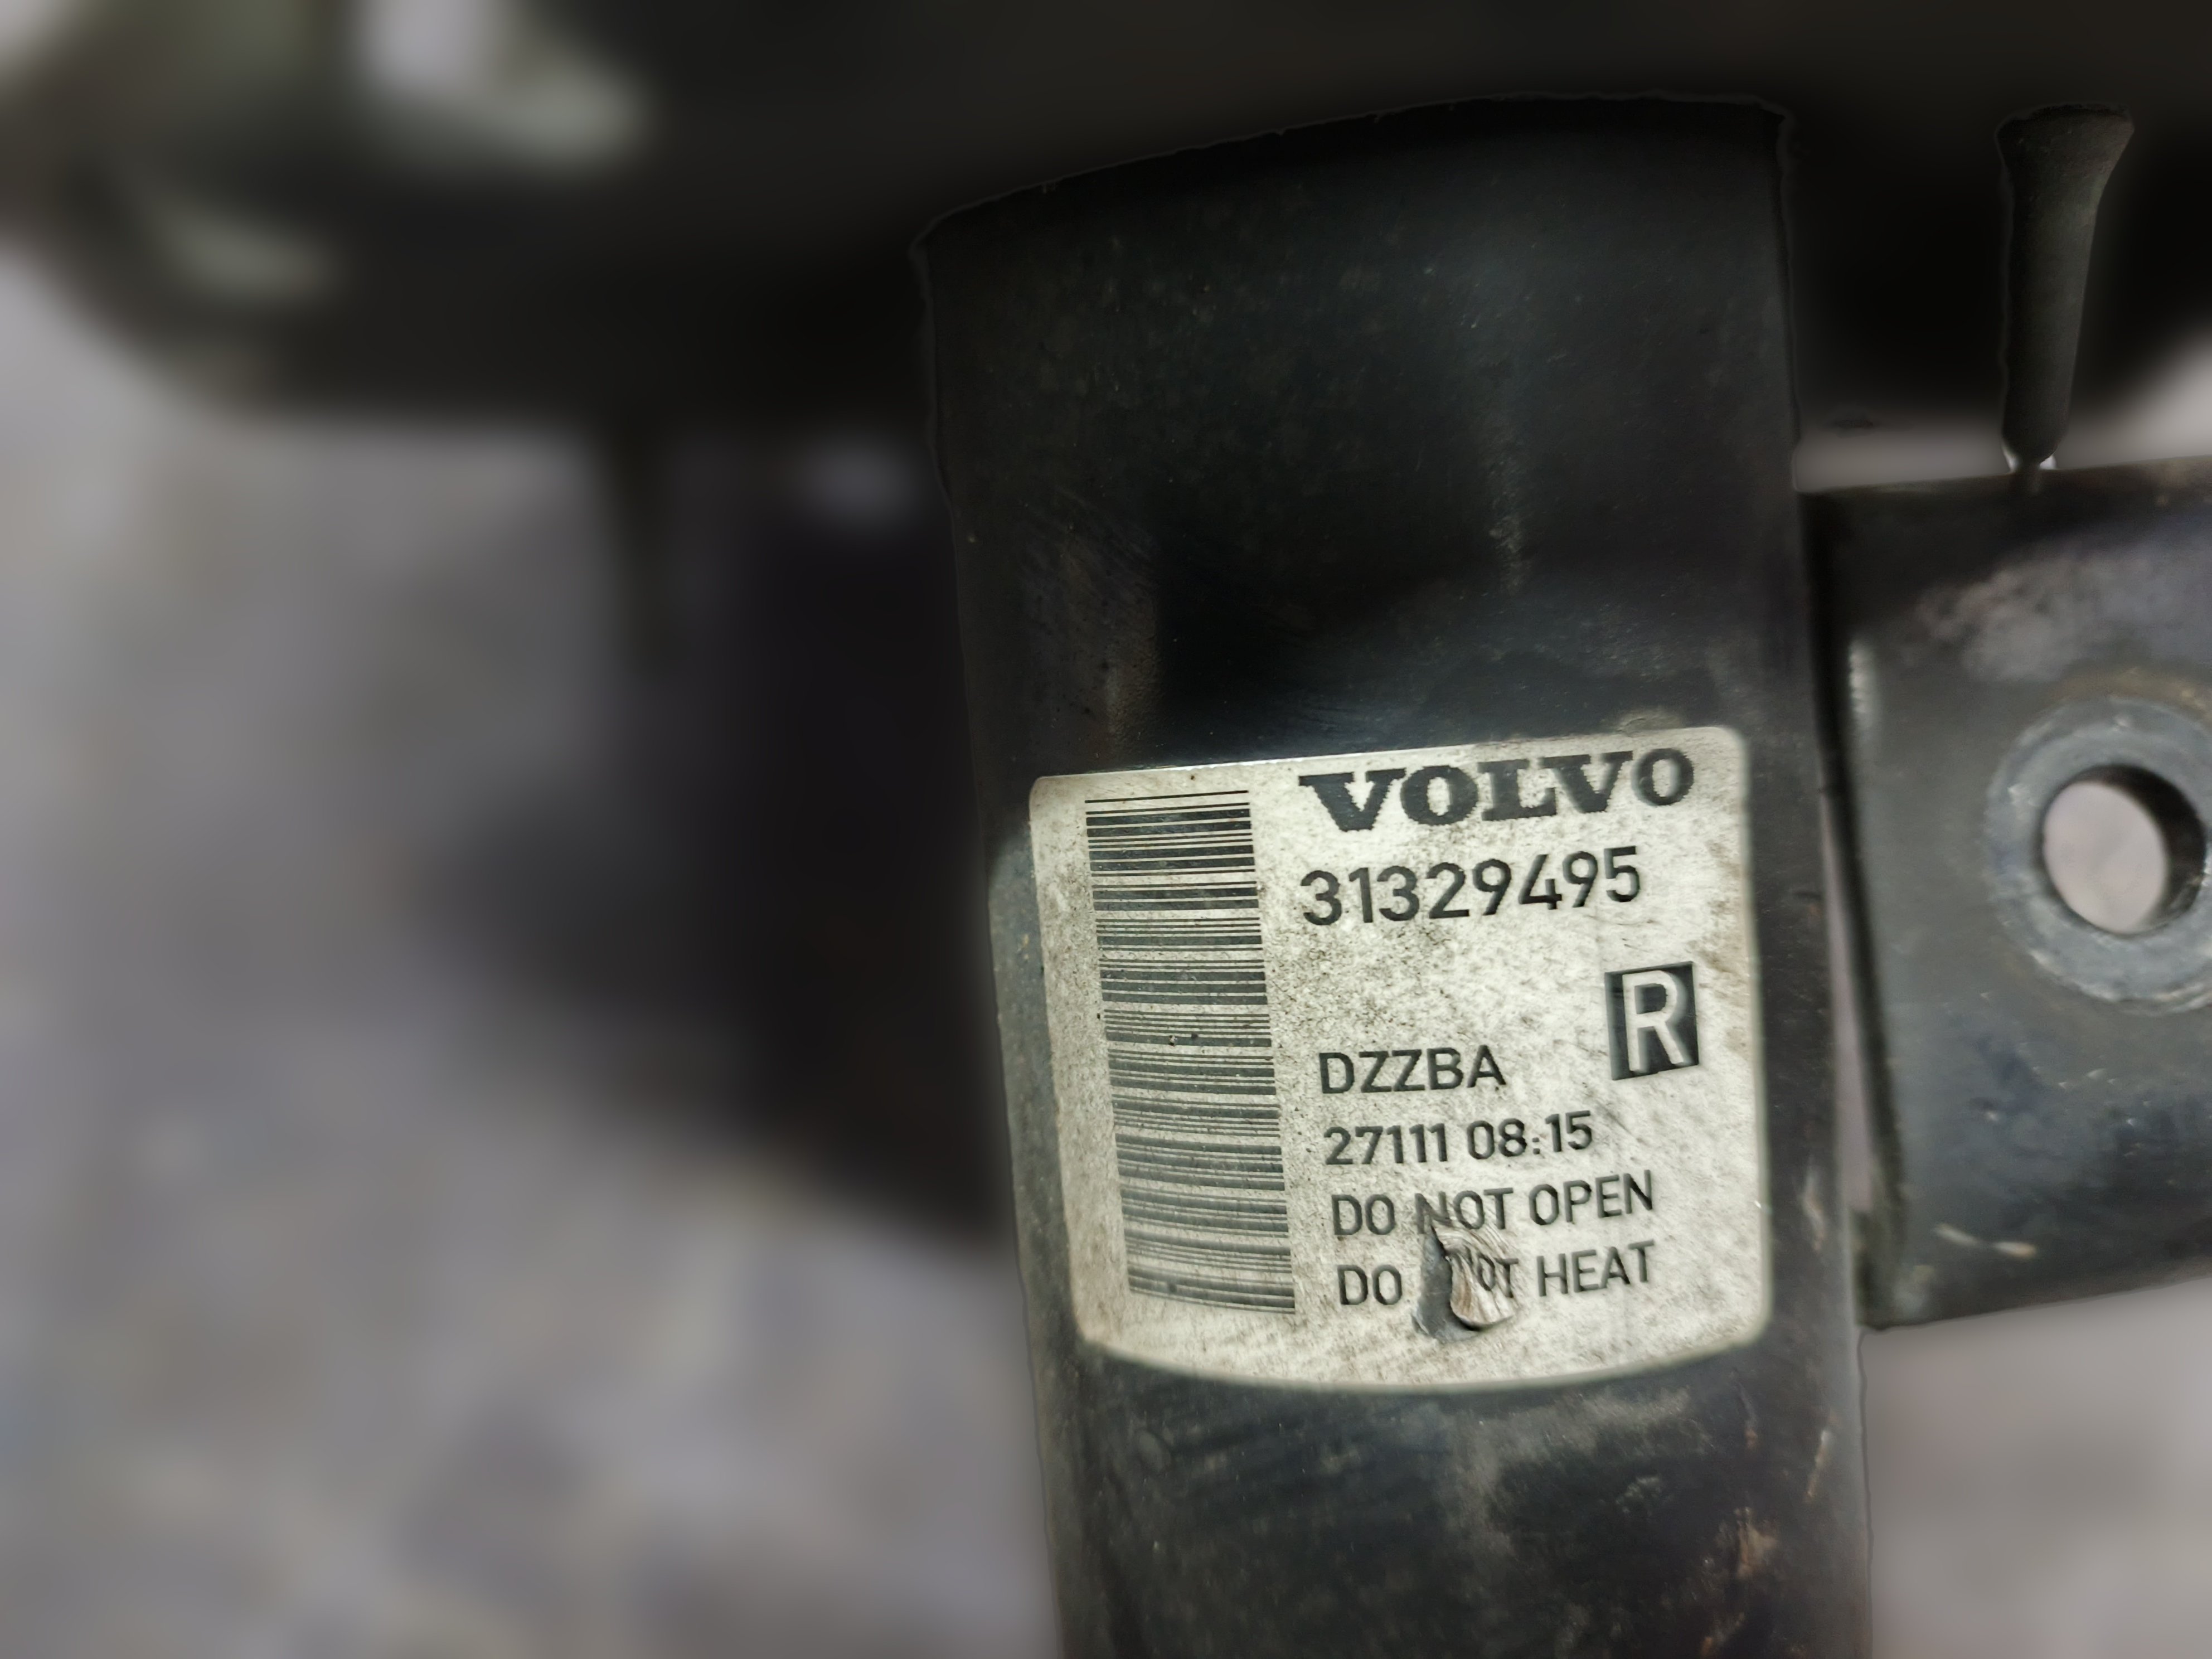 VOLVO
31329495
R
DZZBA
27111 08:15
DO NOT OPEN
DO NOT HEAT